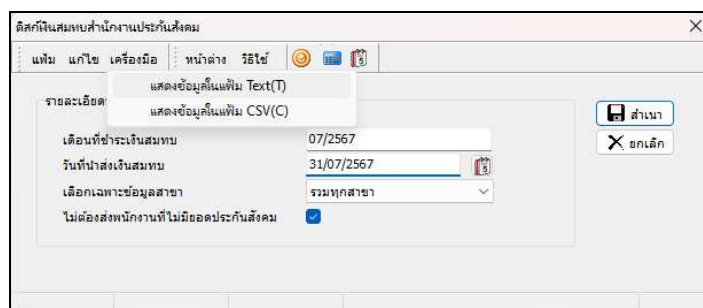 ดิสก์เงินสมทบสำนักงานประกันสังคม
แฟ้ม แก้ไข เครื่องมือ หน้าต่าง วิธีใช้
แสดงข้อมูลในแฟ้ม Text(T)
แสดงข้อมูลในแฟ้ม CSV(C)
รายละเอียด
สำเนา
เดือนที่ชำระเงินสมทบ 07/2567
ยกเลิก
วันที่นำส่งเงินสมทบ 31/07/2567
เลือกเฉพาะข้อมูลสาขา รวมทุกสาขา
ไม่ต้องส่งพนักงานที่ไม่มียอดประกันสังคม